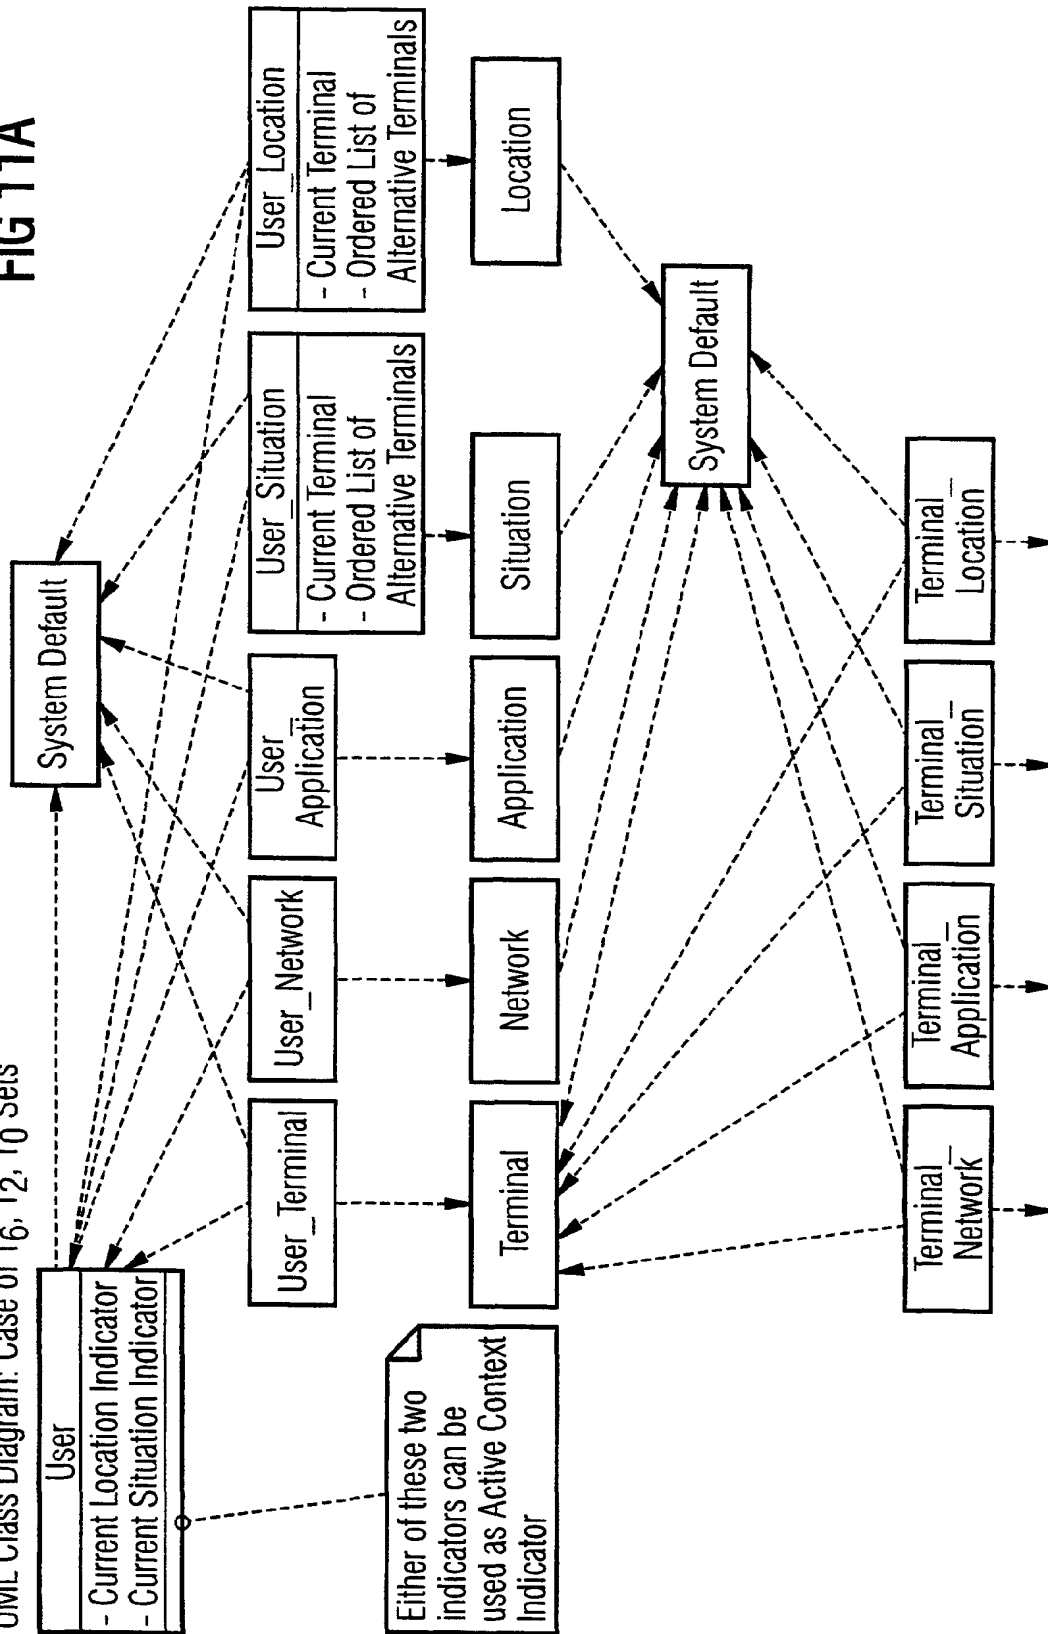 FIG 11A
UML Class Diagram: Case of 16, 12, 10 Sets
User
- Current Location Indicator
- Current Situation Indicator
System Default
User_Terminal
User_Network
User_
Application
User_Situation
- Current Terminal
- Ordered List of
Alternative Terminals
User_Location
- Current Terminal
- Ordered List of
Alternative Terminals
Either of these two
indicators can be
used as Active Context
Indicator
Terminal
Network
Application
Situation
Location
System Default
Terminal_
Network
Terminal_
Application
Terminal_
Situation
Terminal_
Location